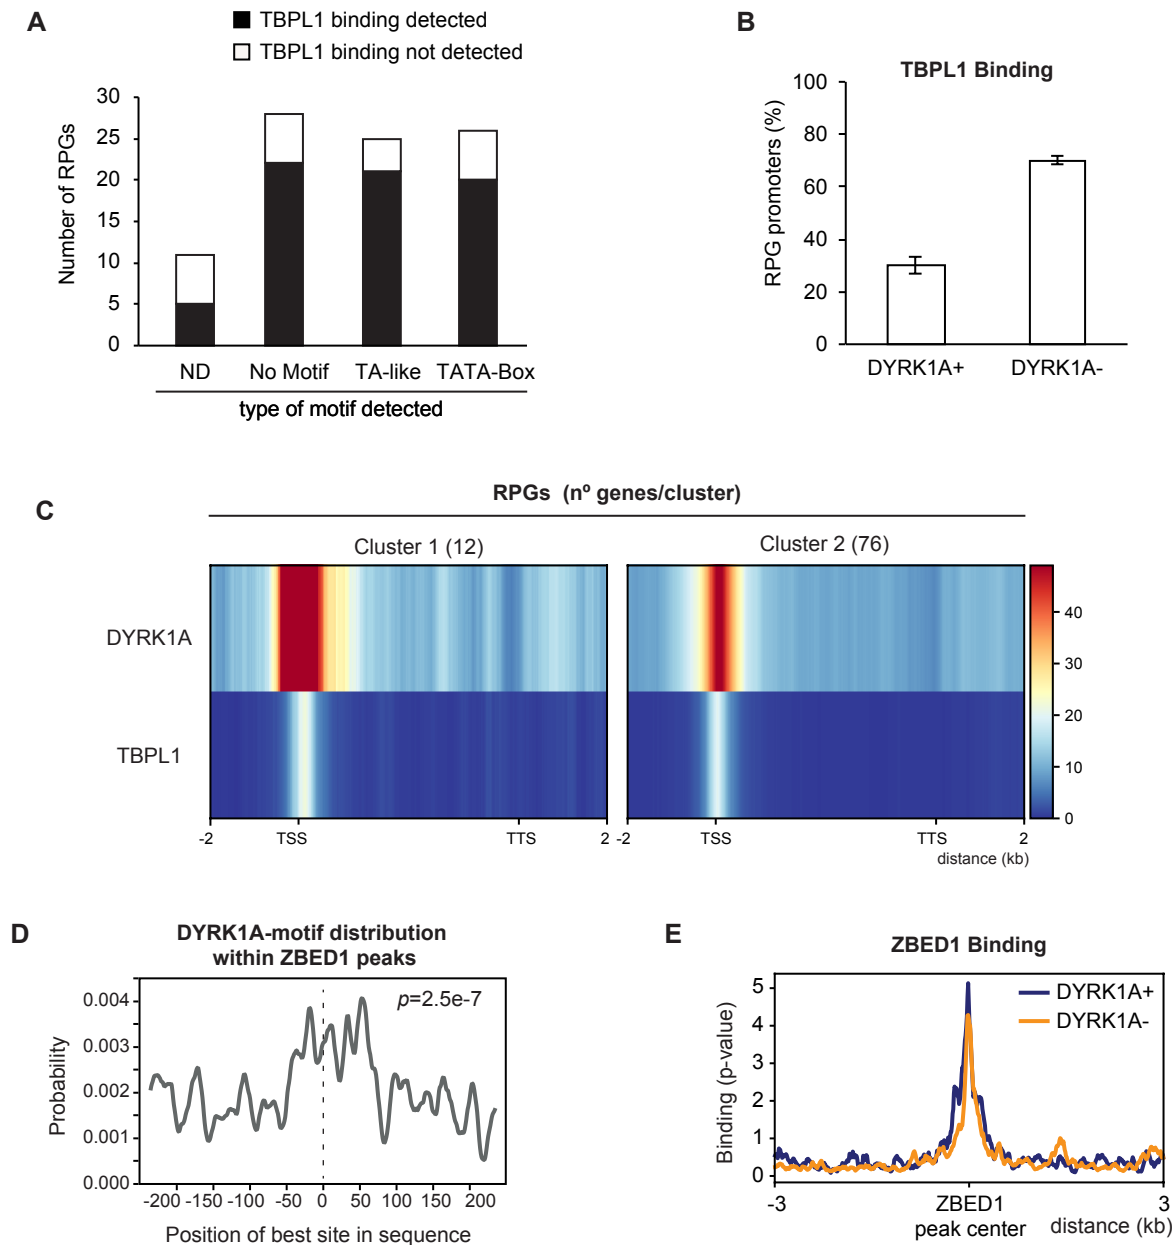 A
TBPL1 binding detected
TBPL1 binding not detected
Number of RPGs
30
25
20
15
10
5
0
ND No Motif TA-like TATA-Box
type of motif detected
B
TBPL1 Binding
RPG promoters (%)
100
80
60
40
20
0
DYRK1A+ DYRK1A-
C
RPGs (nº genes/cluster)
Cluster 1 (12) Cluster 2 (76)
DYRK1A
TBPL1
40
30
20
10
0
-2 TSS TTS 2 -2 TSS TTS 2
distance (kb)
D
DYRK1A-motif distribution
within ZBED1 peaks
p=2.5e-7
Probability
0.004
0.003
0.002
0.001
0.000
-200 -150 -100 -50 0 50 100 150 200
Position of best site in sequence
E
ZBED1 Binding
DYRK1A+
DYRK1A-
Binding (p-value)
5
4
3
2
1
0
-3 ZBED1 3
peak center distance (kb)